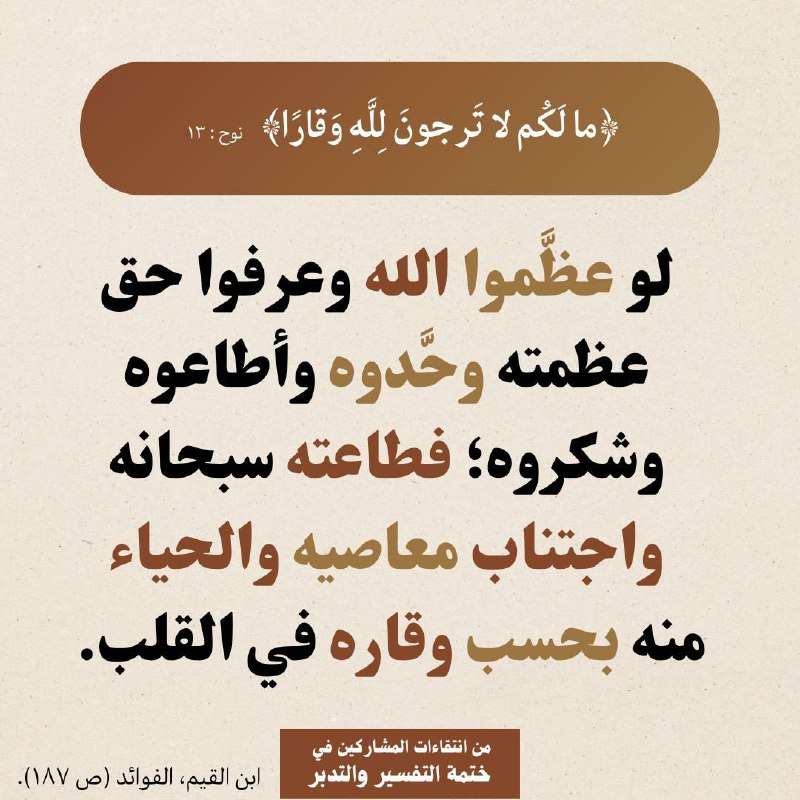 ﴿ما لَكُم لا تَرجونَ لِلَّهِ وَقارًا﴾ نوح: ١٣
لو عظَّموا الله وعرفوا حق
عظمته وحَّدوه وأطاعوه
وشكروه؛ فطاعته سبحانه
واجتناب معاصيه والحياء
منه بحسب وقاره في القلب.
من انتقاءات المشاركين في
ختمة التفسير والتدبر
ابن القيم، الفوائد (ص ١٨٧).